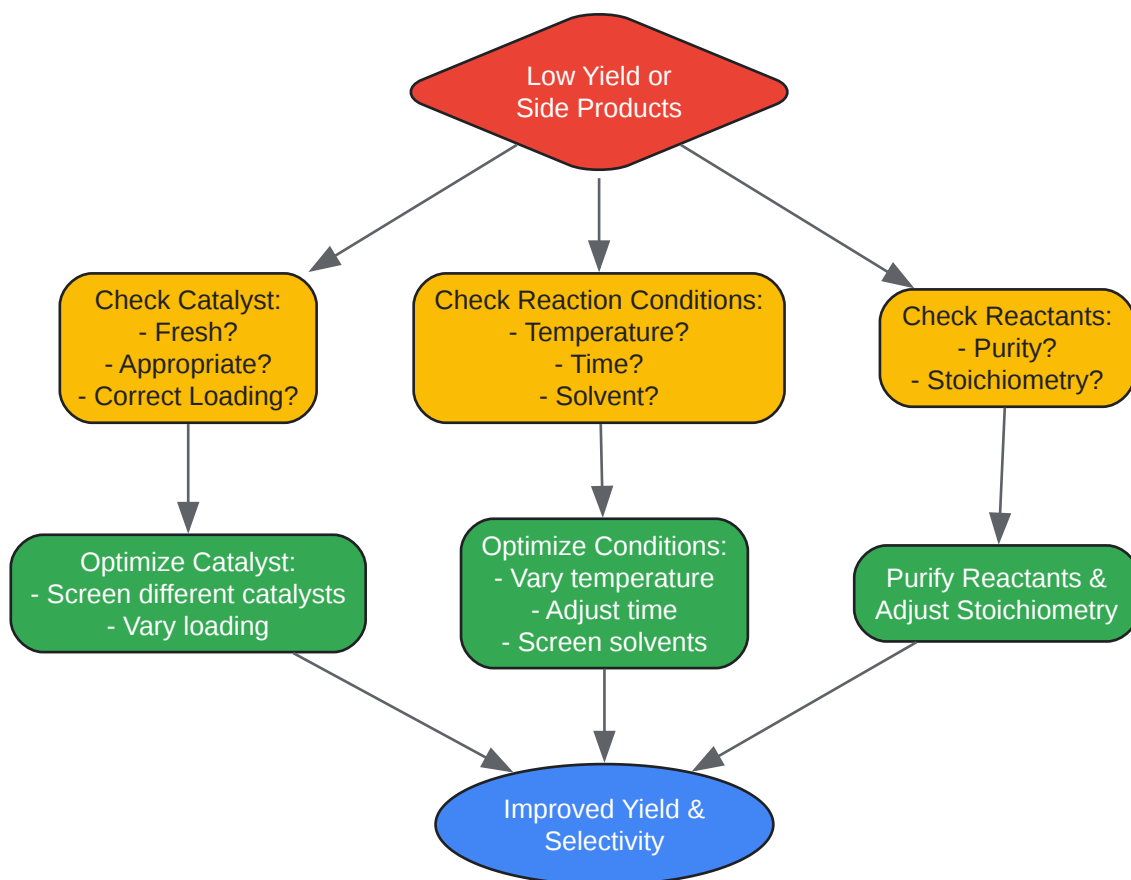 Low Yield or
Side Products
Check Catalyst:
- Fresh?
- Appropriate?
- Correct Loading?
Check Reaction Conditions:
- Temperature?
- Time?
- Solvent?
Check Reactants:
- Purity?
- Stoichiometry?
Optimize Catalyst:
- Screen different catalysts
- Vary loading
Optimize Conditions:
- Vary temperature
- Adjust time
- Screen solvents
Purify Reactants &
Adjust Stoichiometry
Improved Yield &
Selectivity